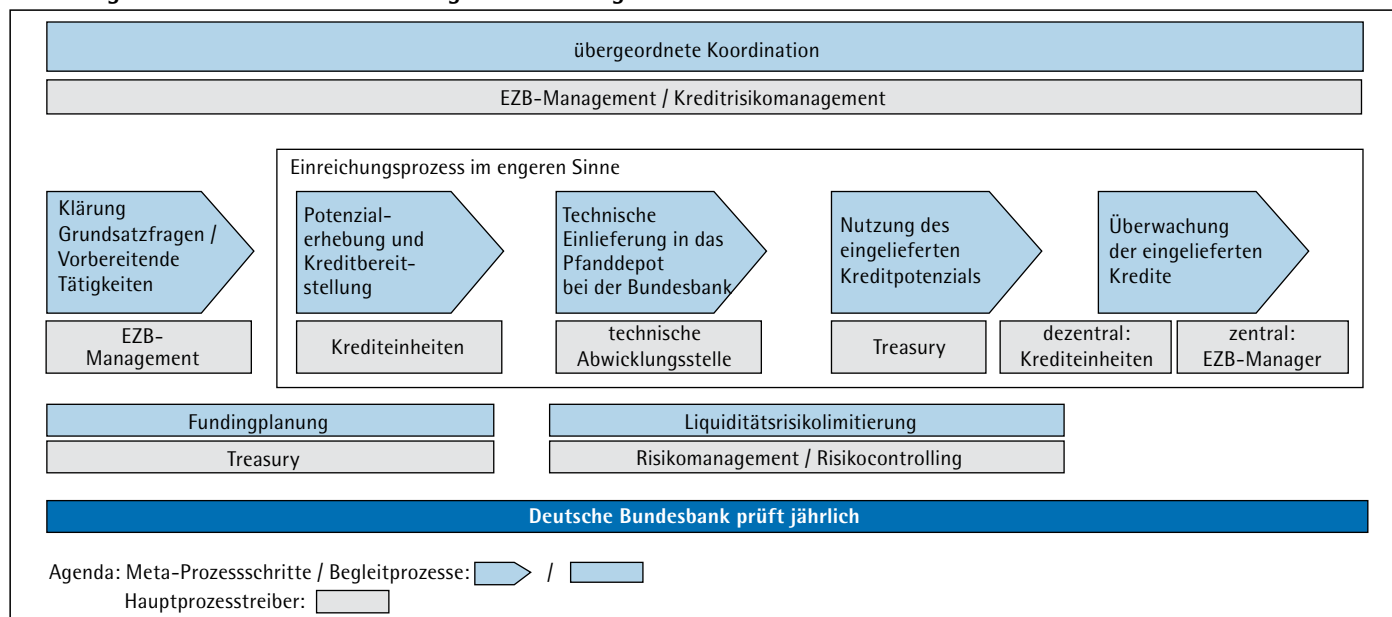 übergeordnete Koordination
EZB-Management / Kreditrisikomanagement
Einreichungsprozess im engeren Sinne
Klärung
Grundsatzfragen /
Vorbereitende
Tätigkeiten
Potenzial-
erhebung und
Kreditbereit-
stellung
Technische
Einlieferung in das
Pfanddepot
bei der Bundesbank
Nutzung des
eingelieferten
Kreditpotenzials
Überwachung
der eingelieferten
Kredite
EZB-
Management
Krediteinheiten
technische
Abwicklungsstelle
Treasury
dezentral:
Krediteinheiten
zentral:
EZB-Manager
Fundingplanung
Treasury
Liquiditätsrisikolimitierung
Risikomanagement / Risikocontrolling
Deutsche Bundesbank prüft jährlich
Agenda: Meta-Prozessschritte / Begleitprozesse: /
Hauptprozesstreiber: